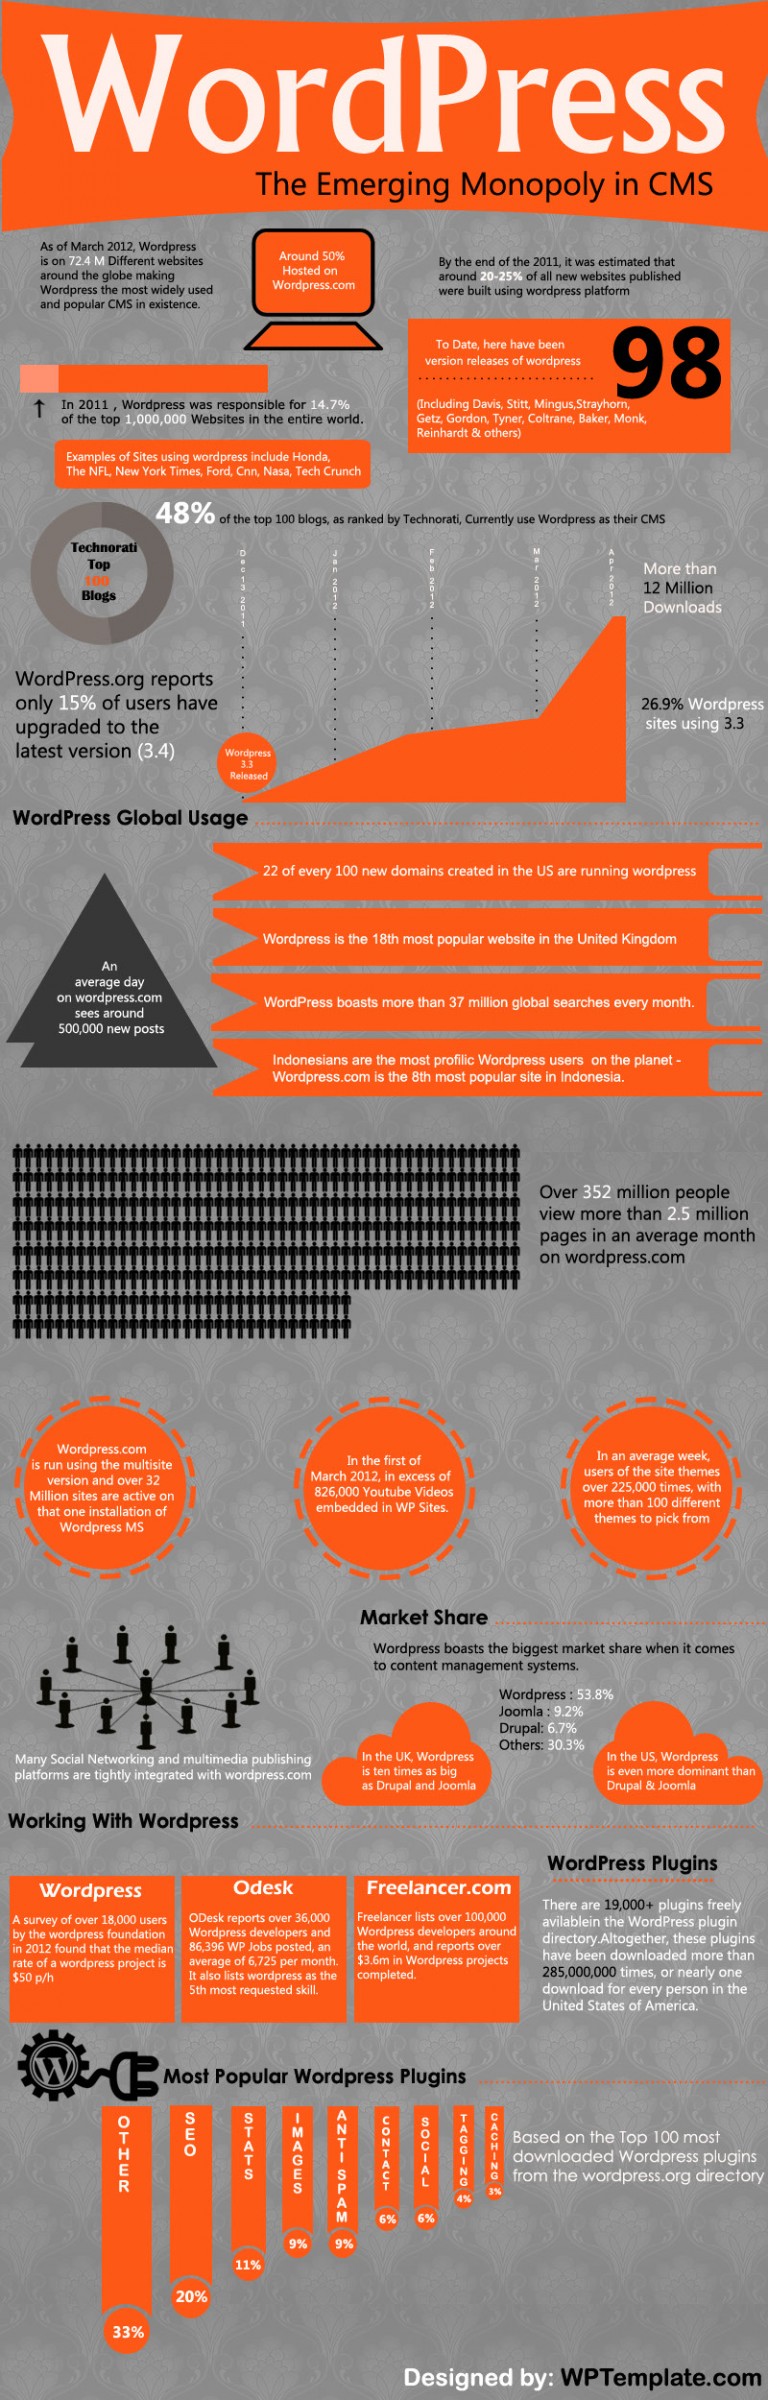 WordPress
The Emerging Monopoly in CMS
As of March 2012, Wordpress
is on 72.4 M Different websites
around the globe making
Wordpress the most widely used
and popular CMS in existence.
Around 50%
Hosted on
Wordpress.com
By the end of the 2011, it was estimated that
around 20-25% of all new websites published
were built using wordpress platform
To Date, here have been
version releases of wordpress
98
(Including Davis, Stitt, Mingus,Strayhorn,
Getz, Gordon, Tyner, Coltrane, Baker, Monk,
Reinhardt & others)
In 2011 , Wordpress was responsible for 14.7%
of the top 1,000,000 Websites in the entire world.
Examples of Sites using wordpress include Honda,
The NFL, New York Times, Ford, Cnn, Nasa, Tech Crunch
48% of the top 100 blogs, as ranked by Technorati, Currently use Wordpress as their CMS
Technorati
Top
100
Blogs
Dec 13 2011
Jan 2012
Feb 2012
Mar 2012
Apr 2012
More than
12 Million
Downloads
WordPress.org reports
only 15% of users have
upgraded to the
latest version (3.4)
Wordpress
3.3
Released
26.9% Wordpress
sites using 3.3
WordPress Global Usage
An
average day
on wordpress.com
sees around
500,000 new posts
22 of every 100 new domains created in the US are running wordpress
Wordpress is the 18th most popular website in the United Kingdom
WordPress boasts more than 37 million global searches every month.
Indonesians are the most profilic Wordpress users on the planet -
Wordpress.com is the 8th most popular site in Indonesia.
Over 352 million people
view more than 2.5 million
pages in an average month
on wordpress.com
Wordpress.com
is run using the multisite
version and over 32
Million sites are active on
that one installation of
Wordpress MS
In the first of
March 2012, in excess of
826,000 Youtube Videos
embedded in WP Sites.
In an average week,
users of the site themes
over 225,000 times, with
more than 100 different
themes to pick from
Many Social Networking and multimedia publishing
platforms are tightly integrated with wordpress.com
Market Share
Wordpress boasts the biggest market share when it comes
to content management systems.
Wordpress : 53.8%
Joomla : 9.2%
Drupal: 6.7%
Others: 30.3%
In the UK, Wordpress
is ten times as big
as Drupal and Joomla
In the US, Wordpress
is even more dominant than
Drupal & Joomla
Working With Wordpress
Wordpress
A survey of over 18,000 users
by the wordpress foundation
in 2012 found that the median
rate of a wordpress project is
$50 p/h
Odesk
ODesk reports over 36,000
Wordpress developers and
86,396 WP Jobs posted, an
average of 6,725 per month.
It also lists wordpress as the
5th most requested skill.
Freelancer.com
Freelancer lists over 100,000
Wordpress developers around
the world, and reports over
$3.6m in Wordpress projects
completed.
WordPress Plugins
There are 19,000+ plugins freely
availablein the WordPress plugin
directory.Altogether, these plugins
have been downloaded more than
285,000,000 times, or nearly one
download for every person in the
United States of America.
W
Most Popular Wordpress Plugins
OTHER
33%
SEO
20%
STATS
11%
IMAGES
9%
ANTI SPAM
9%
CONTACT
6%
SOCIAL
6%
TAGGING
4%
CACHING
3%
Based on the Top 100 most
downloaded Wordpress plugins
from the wordpress.org directory
Designed by: WPTemplate.com